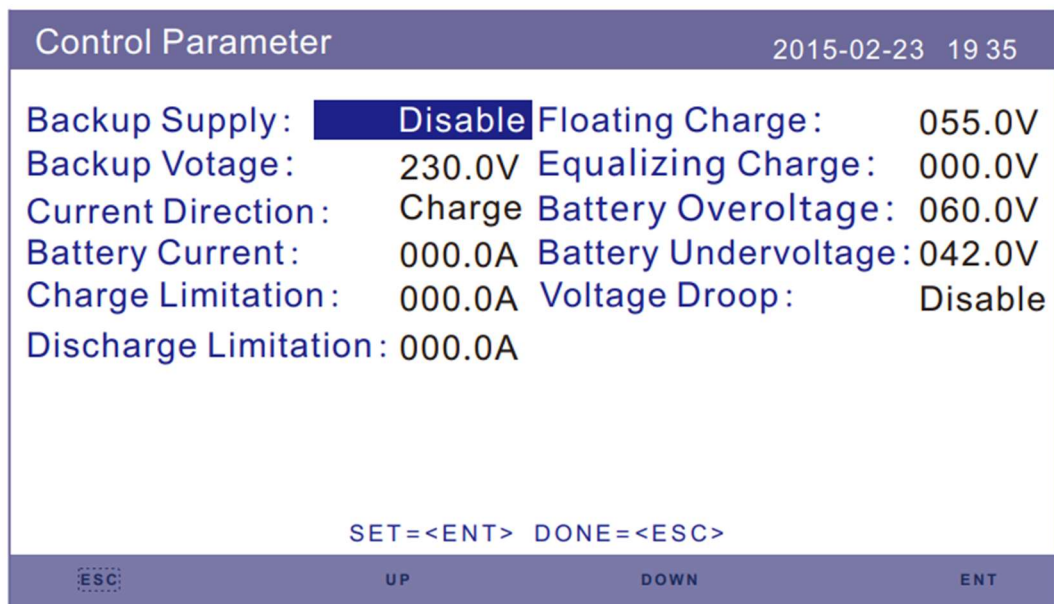 Control Parameter 2015-02-23 19 35
Backup Supply: Disable Floating Charge: 055.0V
Backup Votage: 230.0V Equalizing Charge: 000.0V
Current Direction: Charge Battery Overoltage: 060.0V
Battery Current: 000.0A Battery Undervoltage: 042.0V
Charge Limitation: 000.0A Voltage Droop: Disable
Discharge Limitation: 000.0A
SET=<ENT> DONE=<ESC>
ESC UP DOWN ENT